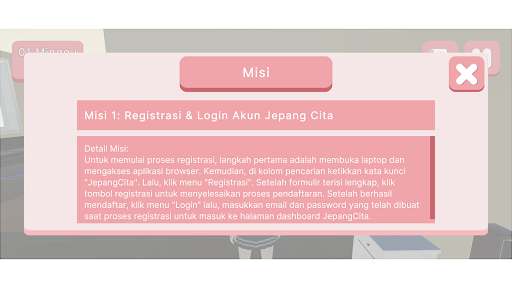 01 Minggu
Misi
Misi 1: Registrasi & Login Akun Jepang Cita
Detail Misi:
Untuk memulai proses registrasi, langkah pertama adalah membuka laptop dan
mengakses aplikasi browser. Kemudian, di kolom pencarian ketikkan kata kunci
"JepangCita". Lalu, klik menu "Registrasi". Setelah formulir terisi lengkap, klik
tombol registrasi untuk menyelesaikan proses pendaftaran. Setelah berhasil
mendaftar, klik menu "Login" lalu, masukkan email dan password yang telah dibuat
saat proses registrasi untuk masuk ke halaman dashboard JepangCita.